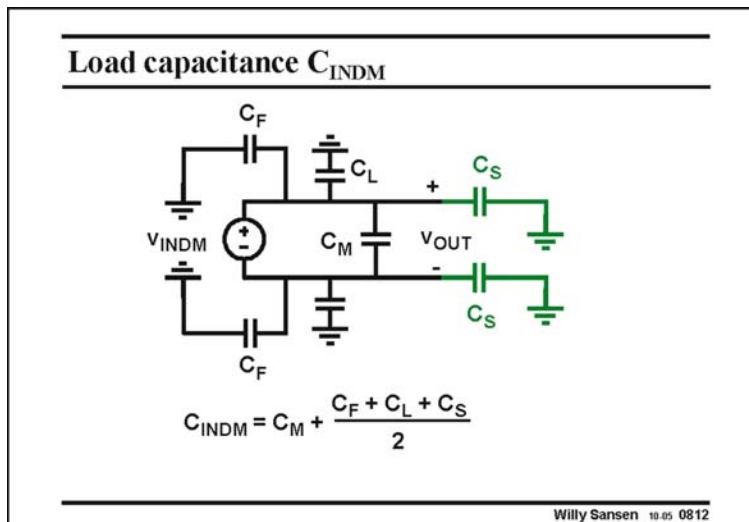 Load capacitance C_INDM
C_F
C_L
C_S
+
v_INDM
+
-
C_M
v_OUT
-
C_S
C_F
C_INDM = C_M + (C_F + C_L + C_S) / 2
Willy Sansen 10-05 0812